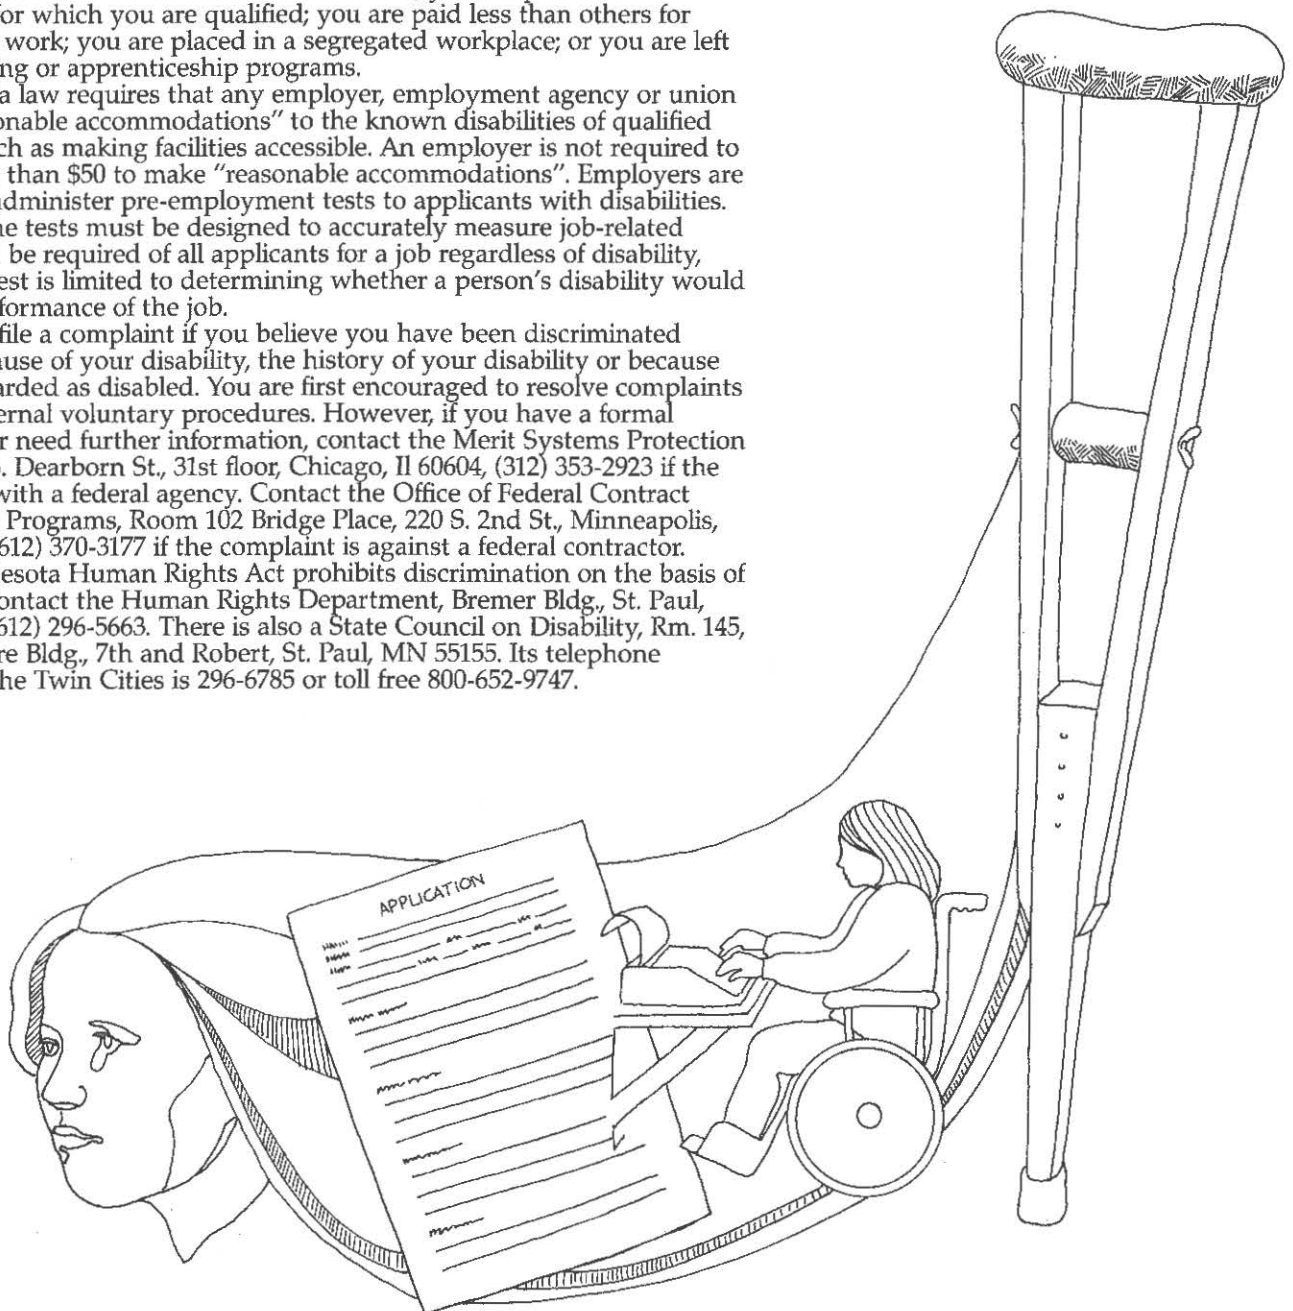 or which you are qualified; you are paid less than others for
work; you are placed in a segregated workplace; or you are left
ng or apprenticeship programs.
a law requires that any employer, employment agency or union
onable accommodations” to the known disabilities of qualified
ch as making facilities accessible. An employer is not required to
than $50 to make “reasonable accommodations”. Employers are
dminister pre-employment tests to applicants with disabilities.
e tests must be designed to accurately measure job-related
be required of all applicants for a job regardless of disability,
est is limited to determining whether a person’s disability would
formance of the job.
file a complaint if you believe you have been discriminated
use of your disability, the history of your disability or because
arded as disabled. You are first encouraged to resolve complaints
ernal voluntary procedures. However, if you have a formal
r need further information, contact the Merit Systems Protection
. Dearborn St., 31st floor, Chicago, Il 60604, (312) 353-2923 if the
with a federal agency. Contact the Office of Federal Contract
Programs, Room 102 Bridge Place, 220 S. 2nd St., Minneapolis,
612) 370-3177 if the complaint is against a federal contractor.
esota Human Rights Act prohibits discrimination on the basis of
ontact the Human Rights Department, Bremer Bldg., St. Paul,
612) 296-5663. There is also a State Council on Disability, Rm. 145,
re Bldg., 7th and Robert, St. Paul, MN 55155. Its telephone
he Twin Cities is 296-6785 or toll free 800-652-9747.
APPLICATION